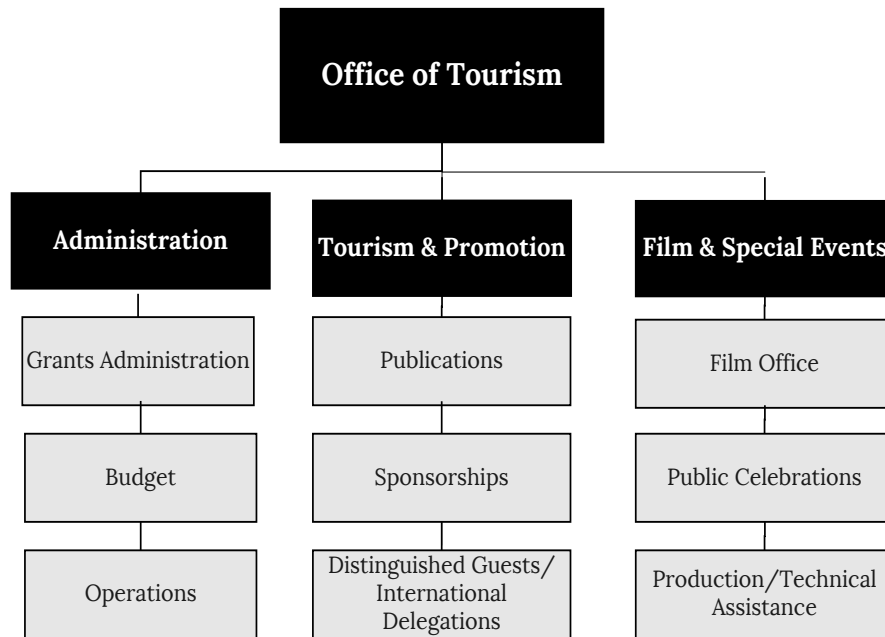 Office of Tourism
Administration
Tourism & Promotion
Film & Special Events
Grants Administration
Publications
Film Office
Budget
Sponsorships
Public Celebrations
Operations
Distinguished Guests/
International
Delegations
Production/Technical
Assistance